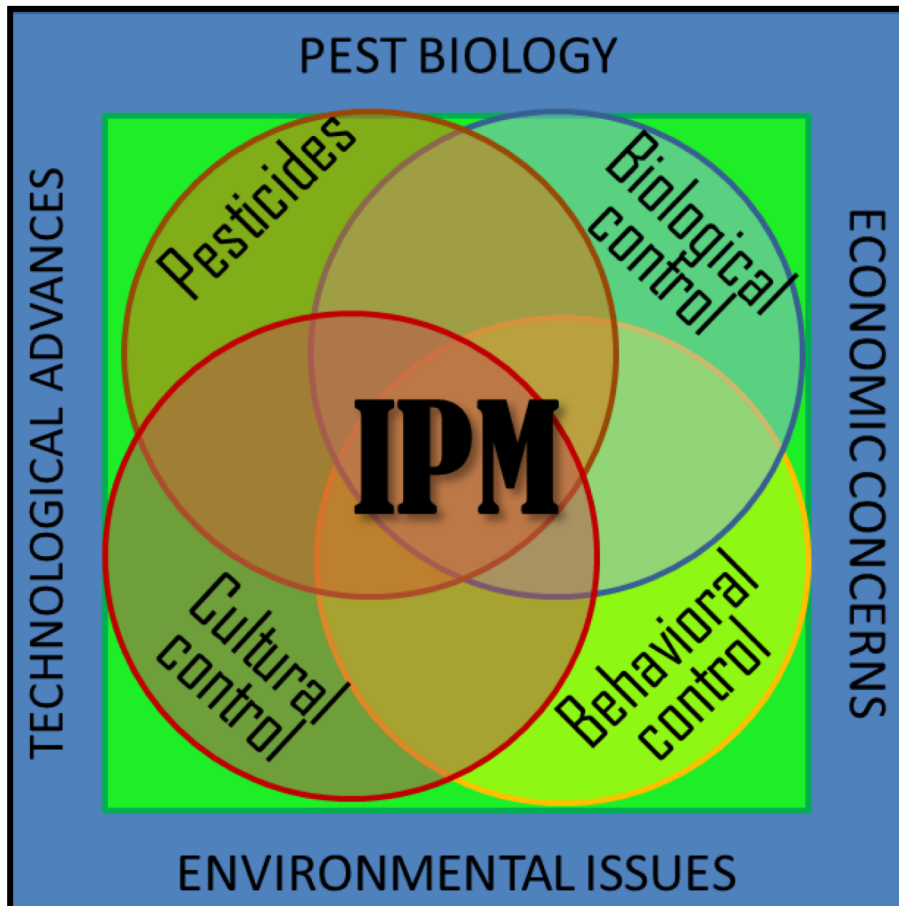 PEST BIOLOGY
Pesticides
Biological
control
TECHNOLOGICAL ADVANCES
ECONOMIC CONCERNS
IPM
Cultural
control
Behavioral
control
ENVIRONMENTAL ISSUES